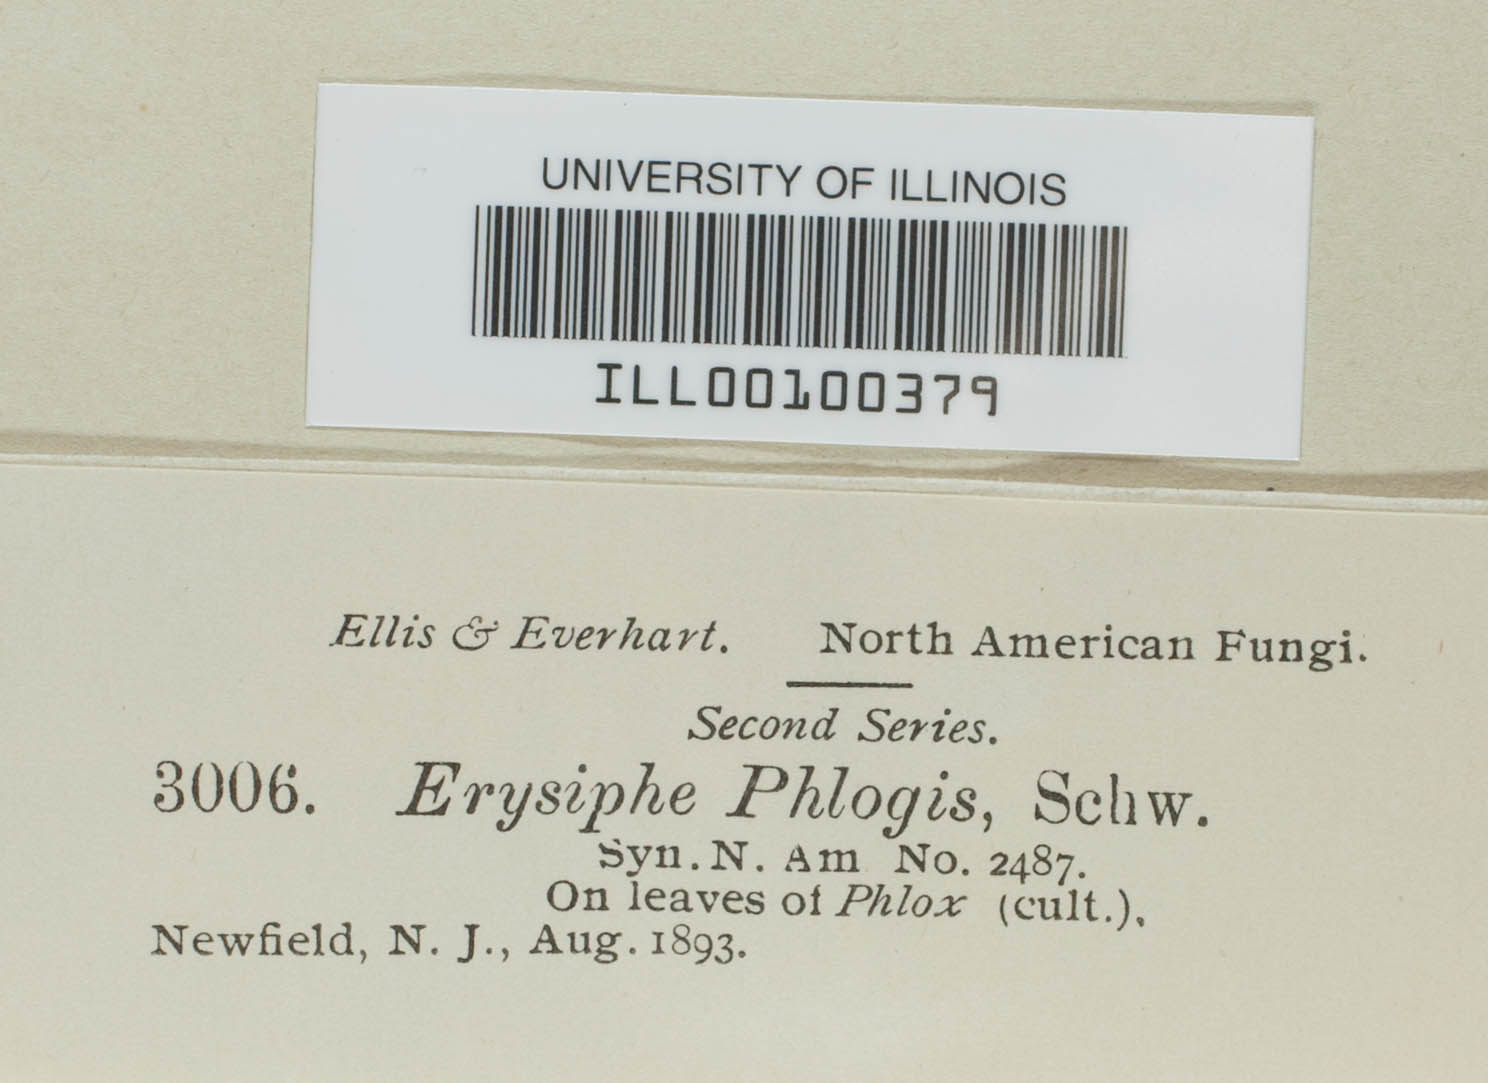 UNIVERSITY OF ILLINOIS
ILL00100379
Ellis & Everhart. North American Fungi.
Second Series.
3006. Erysiphe Phlogis, Schw.
Syn. N. Am No. 2487.
On leaves of Phlox (cult.),
Newfield, N. J., Aug. 1893.